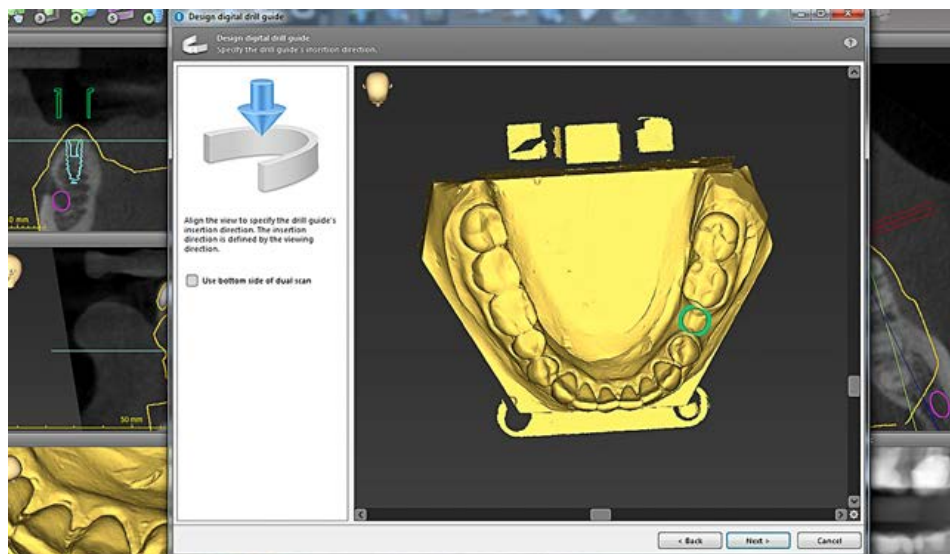 Design digital drill guide
Design digital drill guide
Specify the drill guide's insertion direction.
Align the view to specify the drill guide's
insertion direction. The insertion
direction is defined by the viewing
direction.
Use bottom side of dual scan
mm
50 mm
< Back
Next >
Cancel